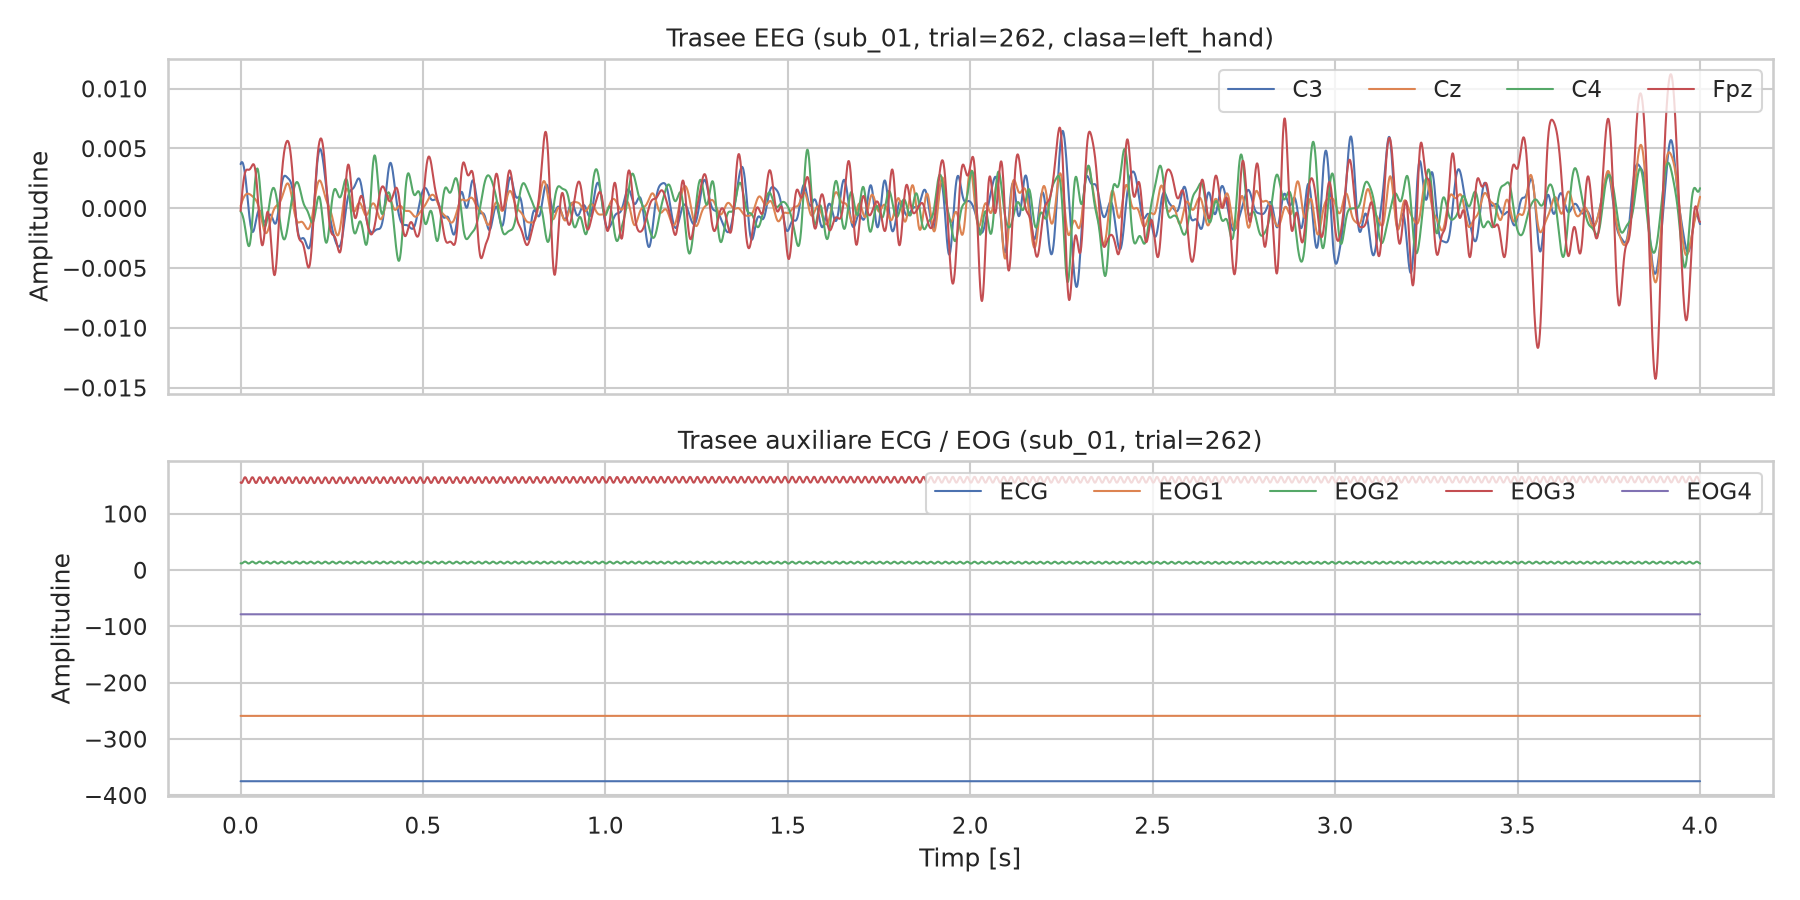 Trasee EEG (sub_01, trial=262, clasa=left_hand)
C3 Cz C4 Fpz
0.010
0.005
0.000
−0.005
−0.010
−0.015
Amplitudine
Trasee auxiliare ECG / EOG (sub_01, trial=262)
ECG EOG1 EOG2 EOG3 EOG4
100
0
−100
−200
−300
−400
Amplitudine
0.0 0.5 1.0 1.5 2.0 2.5 3.0 3.5 4.0
Timp [s]